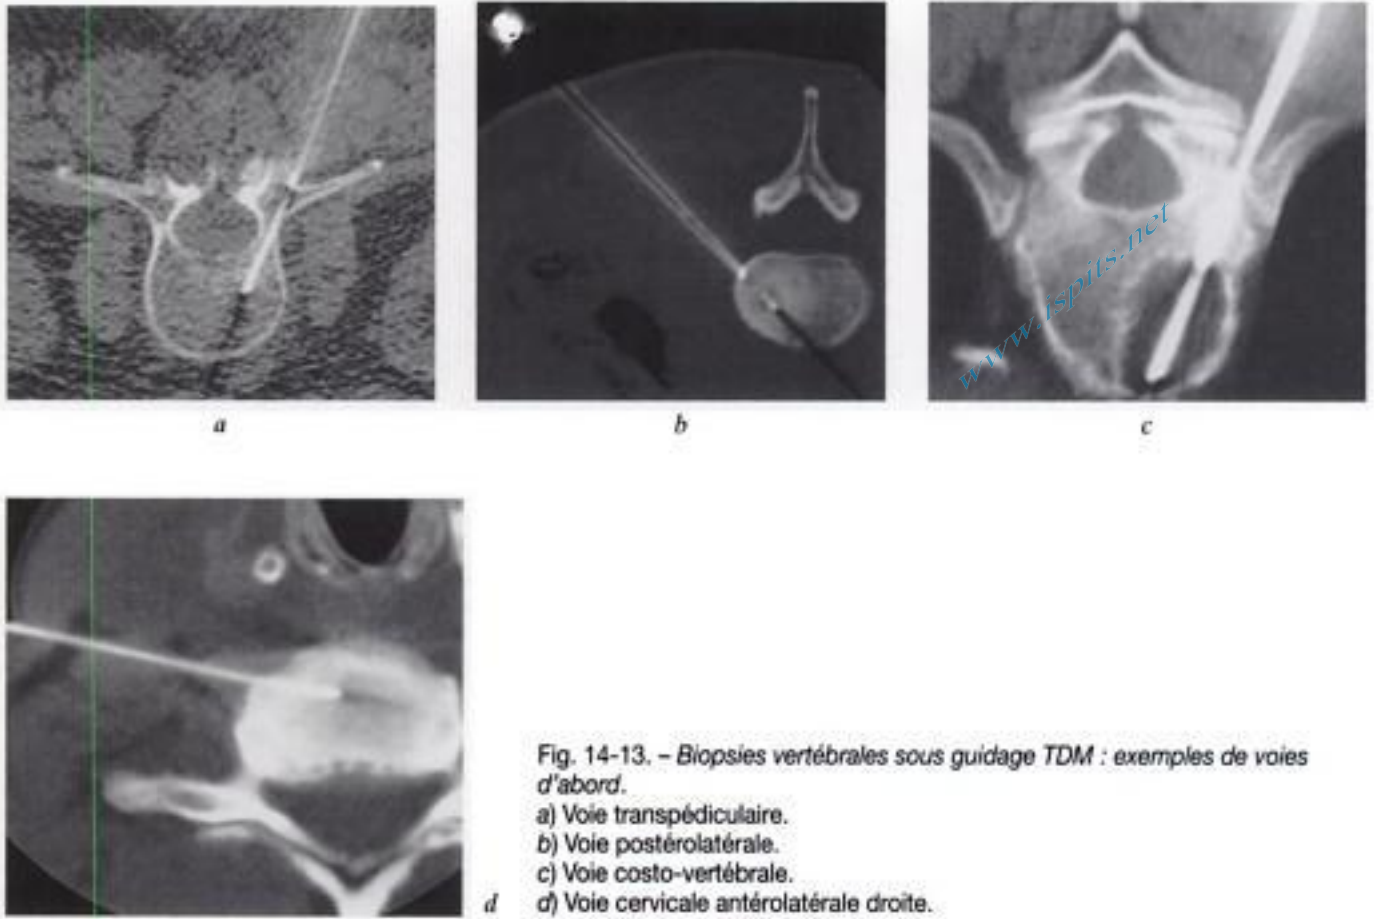 a
b
c
www.ispits.net
d
Fig. 14-13. – Biopsies vertébrales sous guidage TDM : exemples de voies
d'abord.
a) Voie transpédiculaire.
b) Voie postérolatérale.
c) Voie costo-vertébrale.
d) Voie cervicale antérolatérale droite.